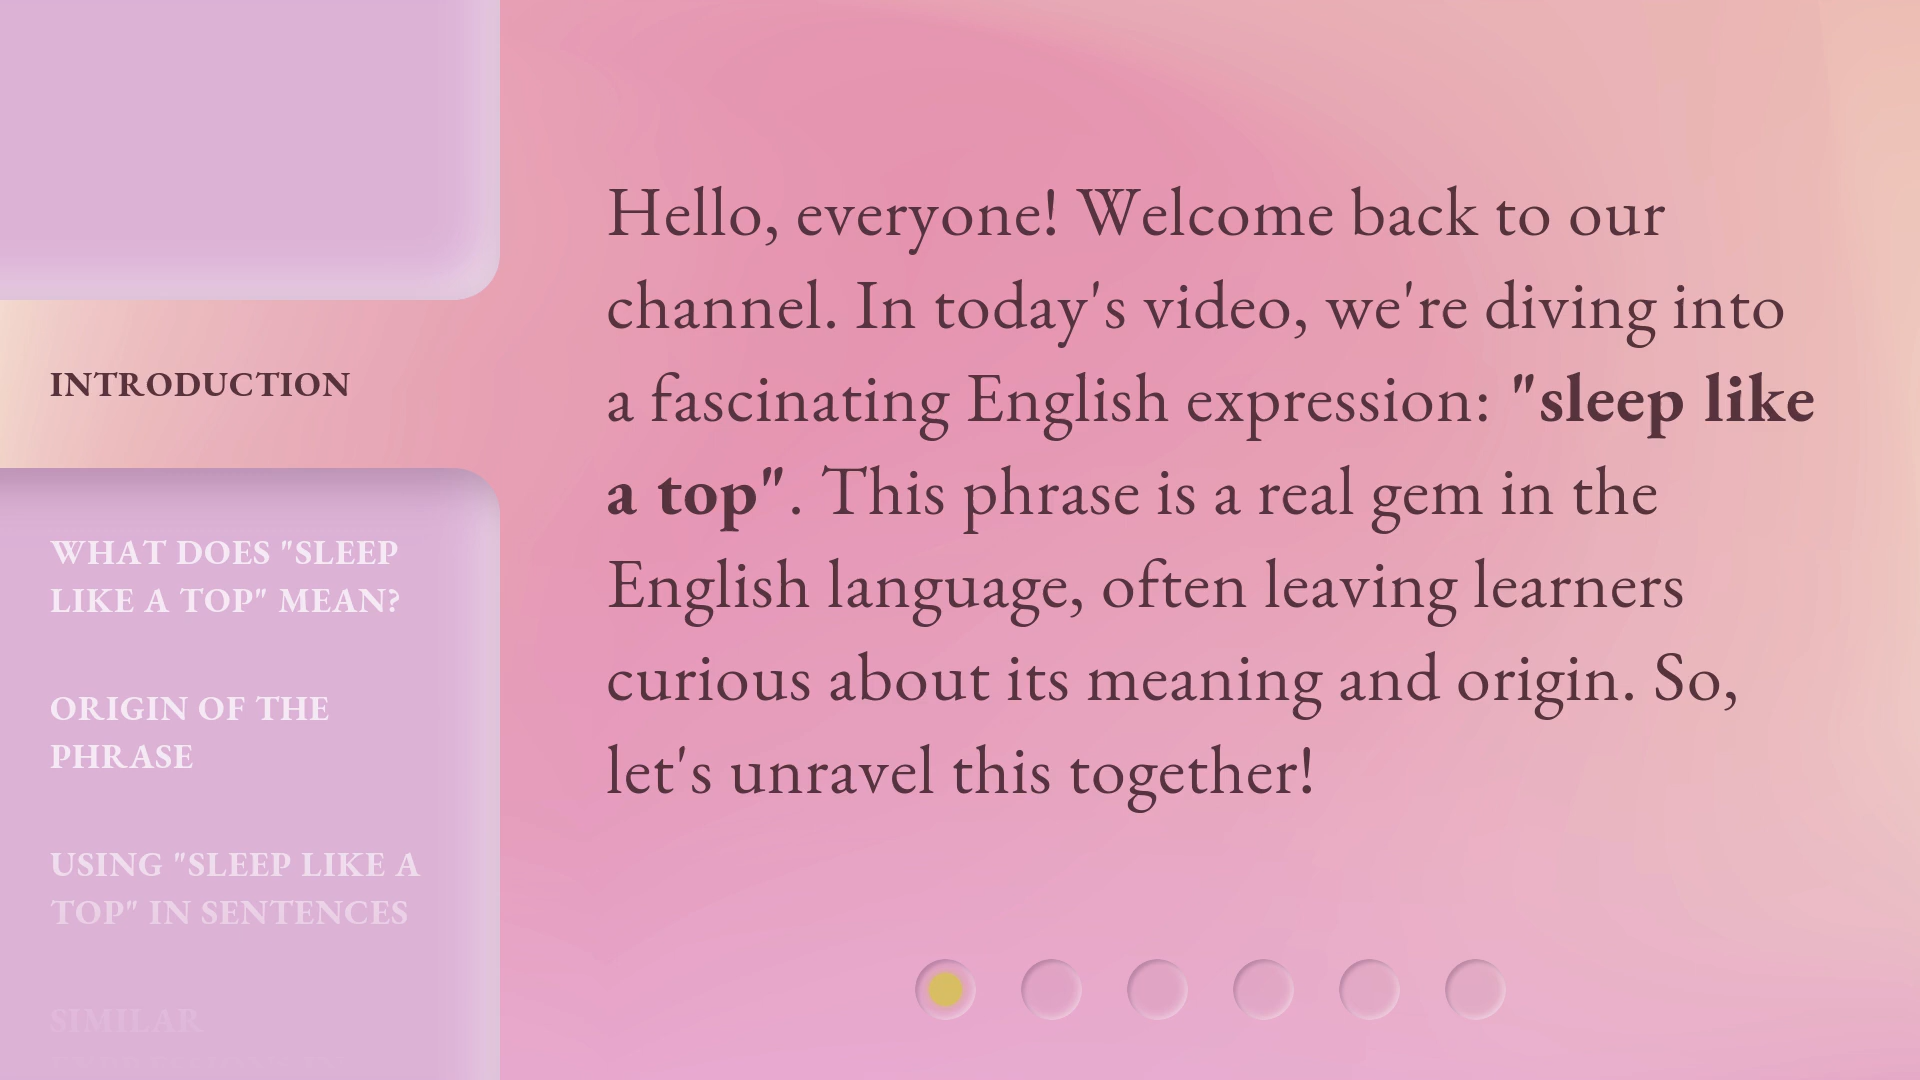 INTRODUCTION
WHAT DOES "SLEEP
LIKE A TOP" MEAN?
ORIGIN OF THE
PHRASE
USING "SLEEP LIKE A
TOP" IN SENTENCES
SIMILAR
Hello, everyone! Welcome back to our
channel. In today's video, we're diving into
a fascinating English expression: "sleep like
a top". This phrase is a real gem in the
English language, often leaving learners
curious about its meaning and origin. So,
let's unravel this together!